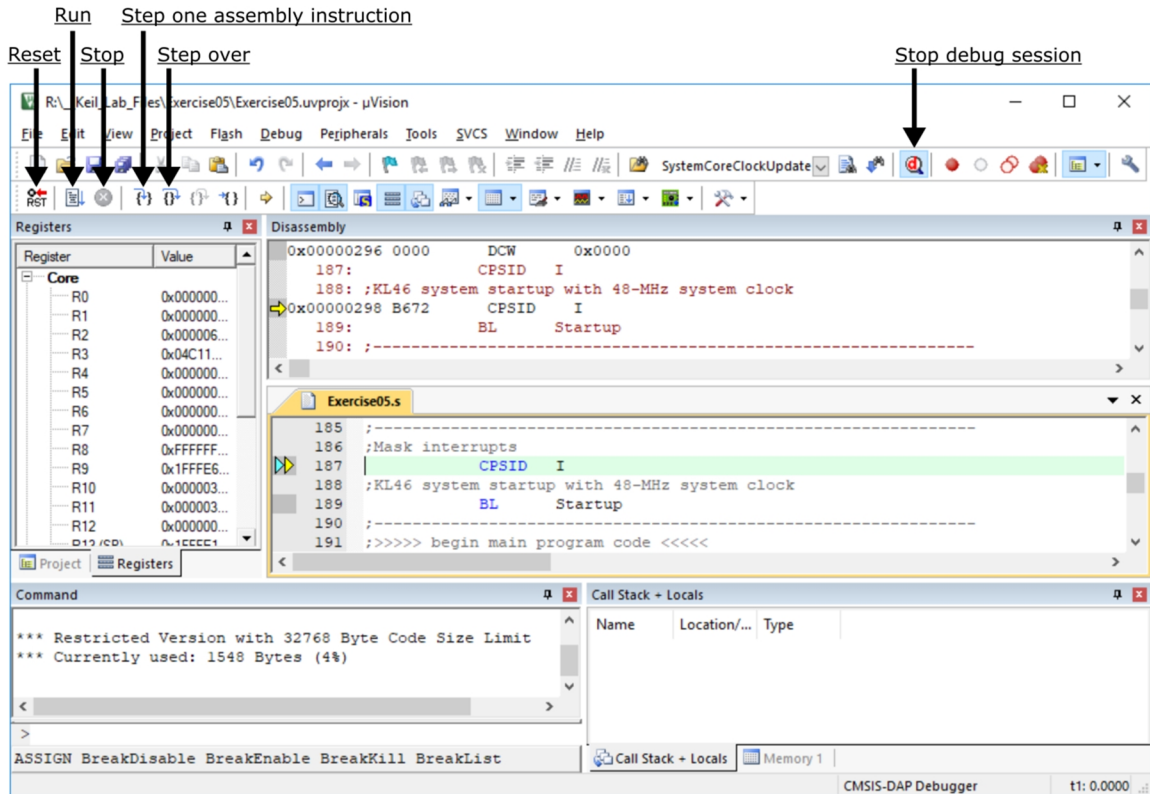 Run Step one assembly instruction
Reset Stop Step over Stop debug session
R:\__Keil_Lab_Files\Exercise05\Exercise05.uvprojx - µVision
File Edit View Project Flash Debug Peripherals Tools SVCS Window Help
SystemCoreClockUpdate
RST
Registers
Register Value
Core
R0 0x000000...
R1 0x000000...
R2 0x000006...
R3 0x04C11...
R4 0x000000...
R5 0x000000...
R6 0x000000...
R7 0x000000...
R8 0xFFFFFF...
R9 0x1FFFE6...
R10 0x000003...
R11 0x000003...
R12 0x000000...
R13 (SP) 0x1FFFE1...
Project Registers
Disassembly
0x00000296 0000 DCW 0x0000
187: CPSID I
188: ;KL46 system startup with 48-MHz system clock
0x00000298 B672 CPSID I
189: BL Startup
190: ;---------------------------------------------------------------
Exercise05.s
185 ;---------------------------------------------------------------
186 ;Mask interrupts
187 CPSID I
188 ;KL46 system startup with 48-MHz system clock
189 BL Startup
190 ;---------------------------------------------------------------
191 ;>>>>> begin main program code <<<<<
Command
*** Restricted Version with 32768 Byte Code Size Limit
*** Currently used: 1548 Bytes (4%)
>
ASSIGN BreakDisable BreakEnable BreakKill BreakList
Call Stack + Locals
Name Location/... Type
Call Stack + Locals Memory 1
CMSIS-DAP Debugger t1: 0.0000